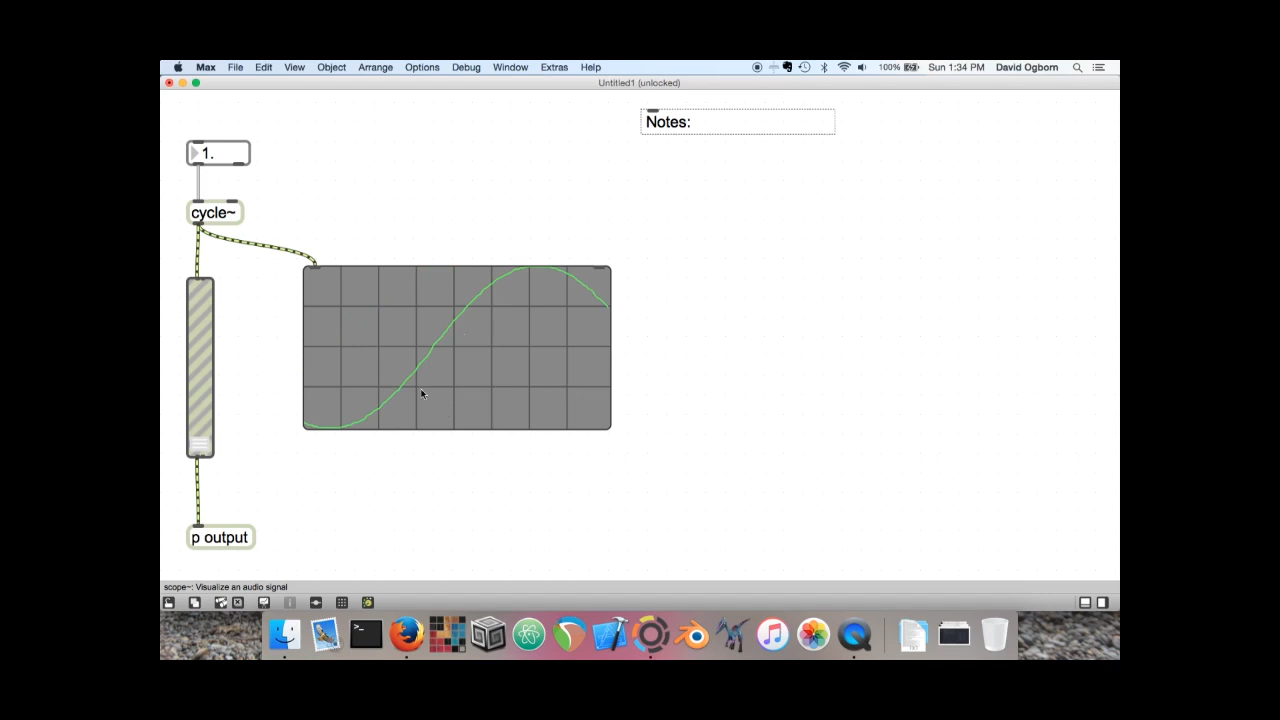 Max File Edit View Object Arrange Options Debug Window Extras Help 100% Sun 1:34 PM David Ogborn
Untitled1 (unlocked)
Notes:
1.
cycle~
p output
scope~: Visualize an audio signal